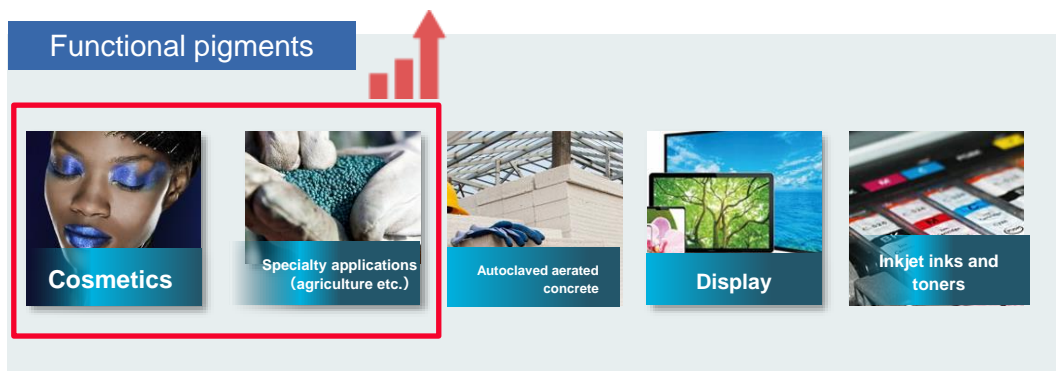 Functional pigments
Cosmetics
Specialty applications
（agriculture etc.）
Autoclaved aerated
concrete
Display
Inkjet inks and
toners